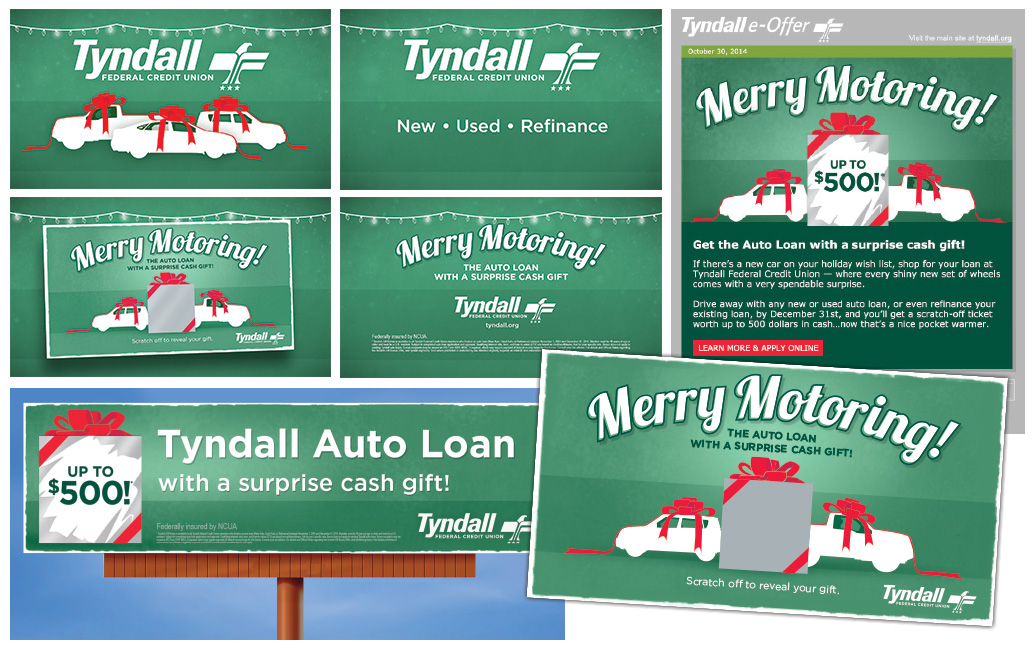 Tyndall
FEDERAL CREDIT UNION
Tyndall
FEDERAL CREDIT UNION
New • Used • Refinance
Merry Motoring!
THE AUTO LOAN
WITH A SURPRISE CASH GIFT!
Scratch off to reveal your gift.
Tyndall
FEDERAL CREDIT UNION
Merry Motoring!
THE AUTO LOAN
WITH A SURPRISE CASH GIFT
Tyndall
FEDERAL CREDIT UNION
tyndall.org
Federally insured by NCUA
Tyndall e-Offer
Visit the main site at tyndall.org
October 30, 2014
Merry Motoring!
UP TO
$500!*
Get the Auto Loan with a surprise cash gift!
If there's a new car on your holiday wish list, shop for your loan at
Tyndall Federal Credit Union — where every shiny new set of wheels
comes with a very spendable surprise.
Drive away with any new or used auto loan, or even refinance your
existing loan, by December 31st, and you'll get a scratch-off ticket
worth up to 500 dollars in cash...now that's a nice pocket warmer.
LEARN MORE & APPLY ONLINE
UP TO
$500!*
Tyndall Auto Loan
with a surprise cash gift!
Federally insured by NCUA
Tyndall
FEDERAL CREDIT UNION
Merry Motoring!
THE AUTO LOAN
WITH A SURPRISE CASH GIFT!
Scratch off to reveal your gift.
Tyndall
FEDERAL CREDIT UNION